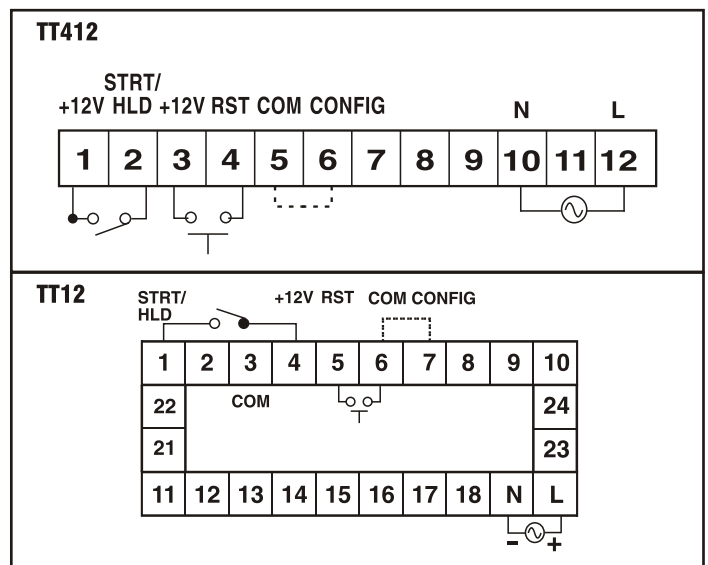 TT412
STRT/
+12V HLD +12V RST COM CONFIG N L
1 2 3 4 5 6 7 8 9 10 11 12
TT12
STRT/ +12V RST COM CONFIG
HLD
1 2 3 4 5 6 7 8 9 10
22 COM 24
21 23
11 12 13 14 15 16 17 18 N L
- +